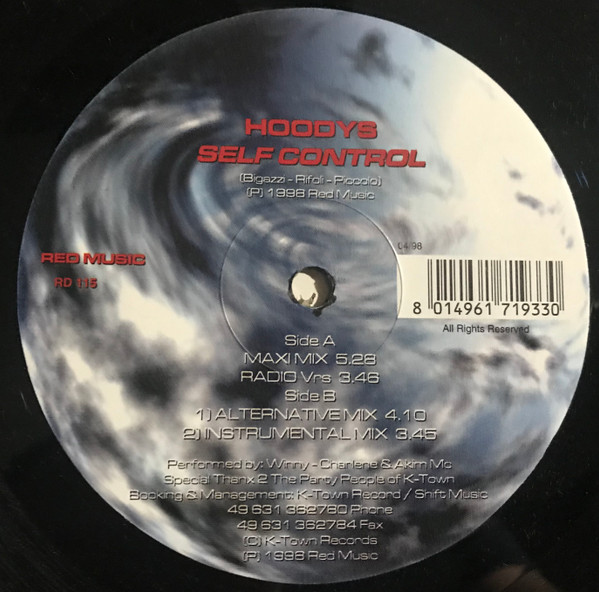 HOODYS
SELF CONTROL
(Bigazzi - Rifoli - Piccolo)
(P) 1998 Red Music
RED MUSIC
RD 115
L4/98
8 014961 719330
All Rights Reserved
Side A
MAXI MIX 5.28
RADIO Vrs 3.46
Side B
1) ALTERNATIVE MIX 4.10
2) INSTRUMENTAL MIX 3.45
Performed by: Winny - Charlene & Akim Mc
Special Thanx 2 The Party People of K-Town
Booking & Management: K-Town Record / Shift Music
49 631 362780 Phone
49 631 362784 Fax
(C) K-Town Records
(P) 1998 Red Music